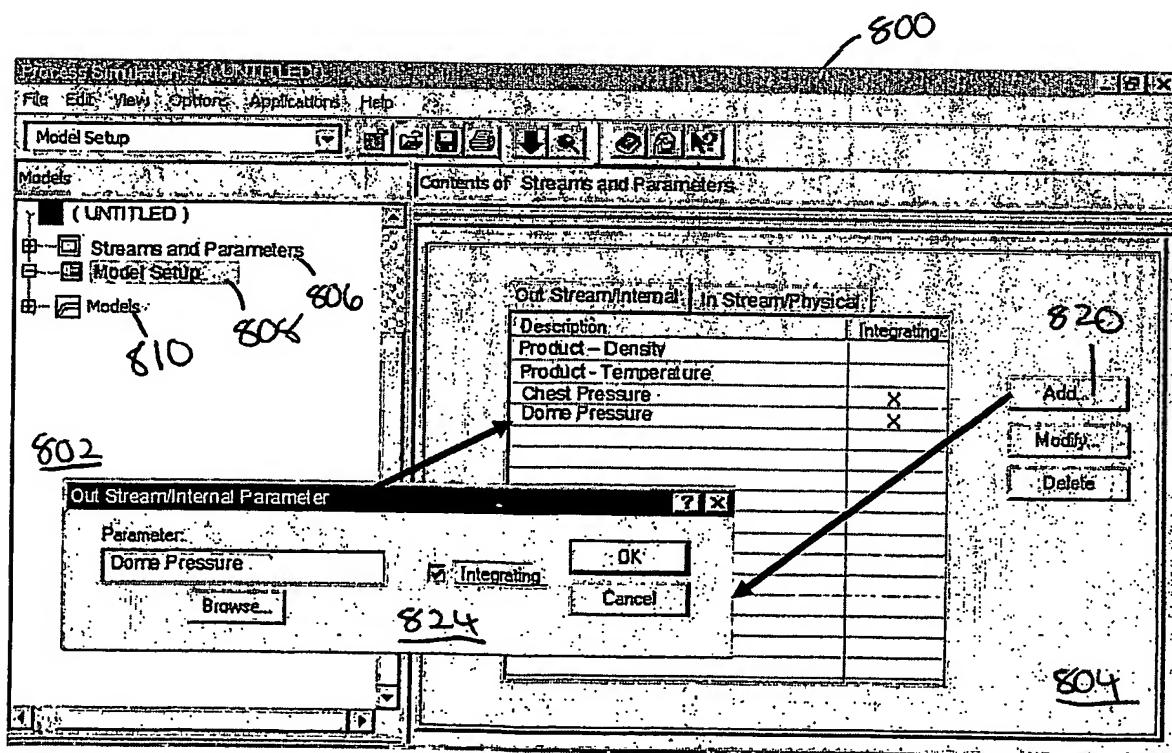 800
Process Simulation - ( UNTITLED )
File Edit View Options Applications Help
Model Setup
Models
Contents of Streams and Parameters
( UNTITLED )
Streams and Parameters
Model Setup
Models
806
808
810
802
Out Stream/Internal In Stream/Physical
Description Integrating
Product - Density
Product - Temperature
Chest Pressure X
Dome Pressure X
820
Add...
Modify...
Delete
Out Stream/Internal Parameter ? X
Parameter:
Dome Pressure
Integrating
OK
Cancel
Browse...
824
804